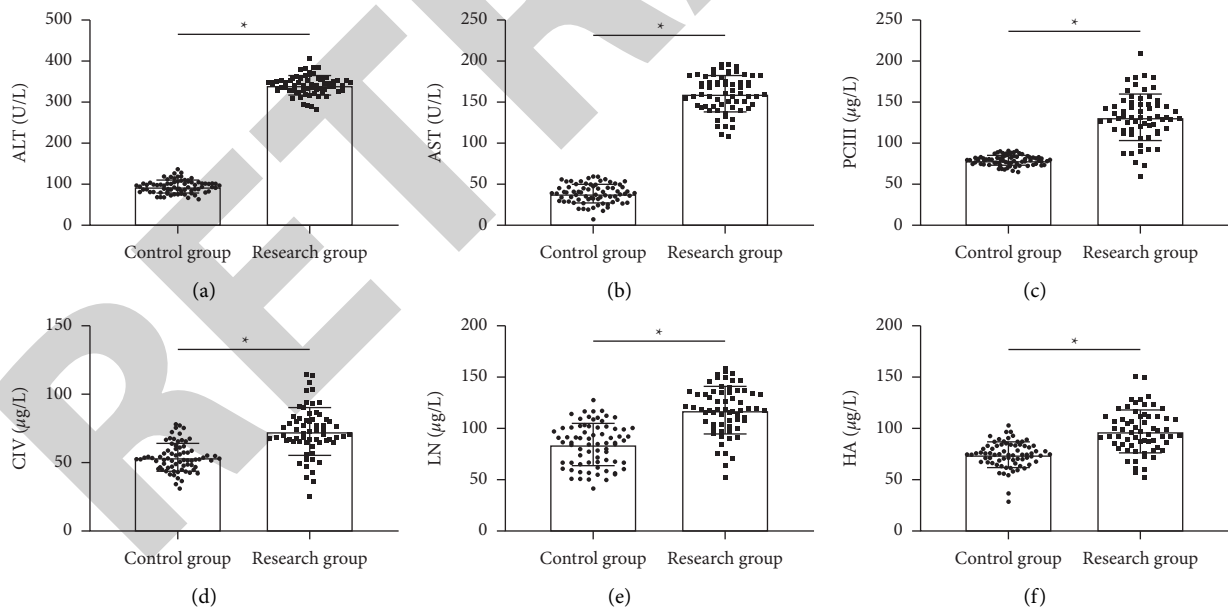 500
400
300
200
100
0
ALT (U/L)
*
Control group Research group
(a)
250
200
150
100
50
0
AST (U/L)
*
Control group Research group
(b)
250
200
150
100
50
0
PCIII (μg/L)
*
Control group Research group
(c)
150
100
50
0
CIV (μg/L)
*
Control group Research group
(d)
200
150
100
50
0
LN (μg/L)
*
Control group Research group
(e)
200
150
100
50
0
HA (μg/L)
*
Control group Research group
(f)
RETRA